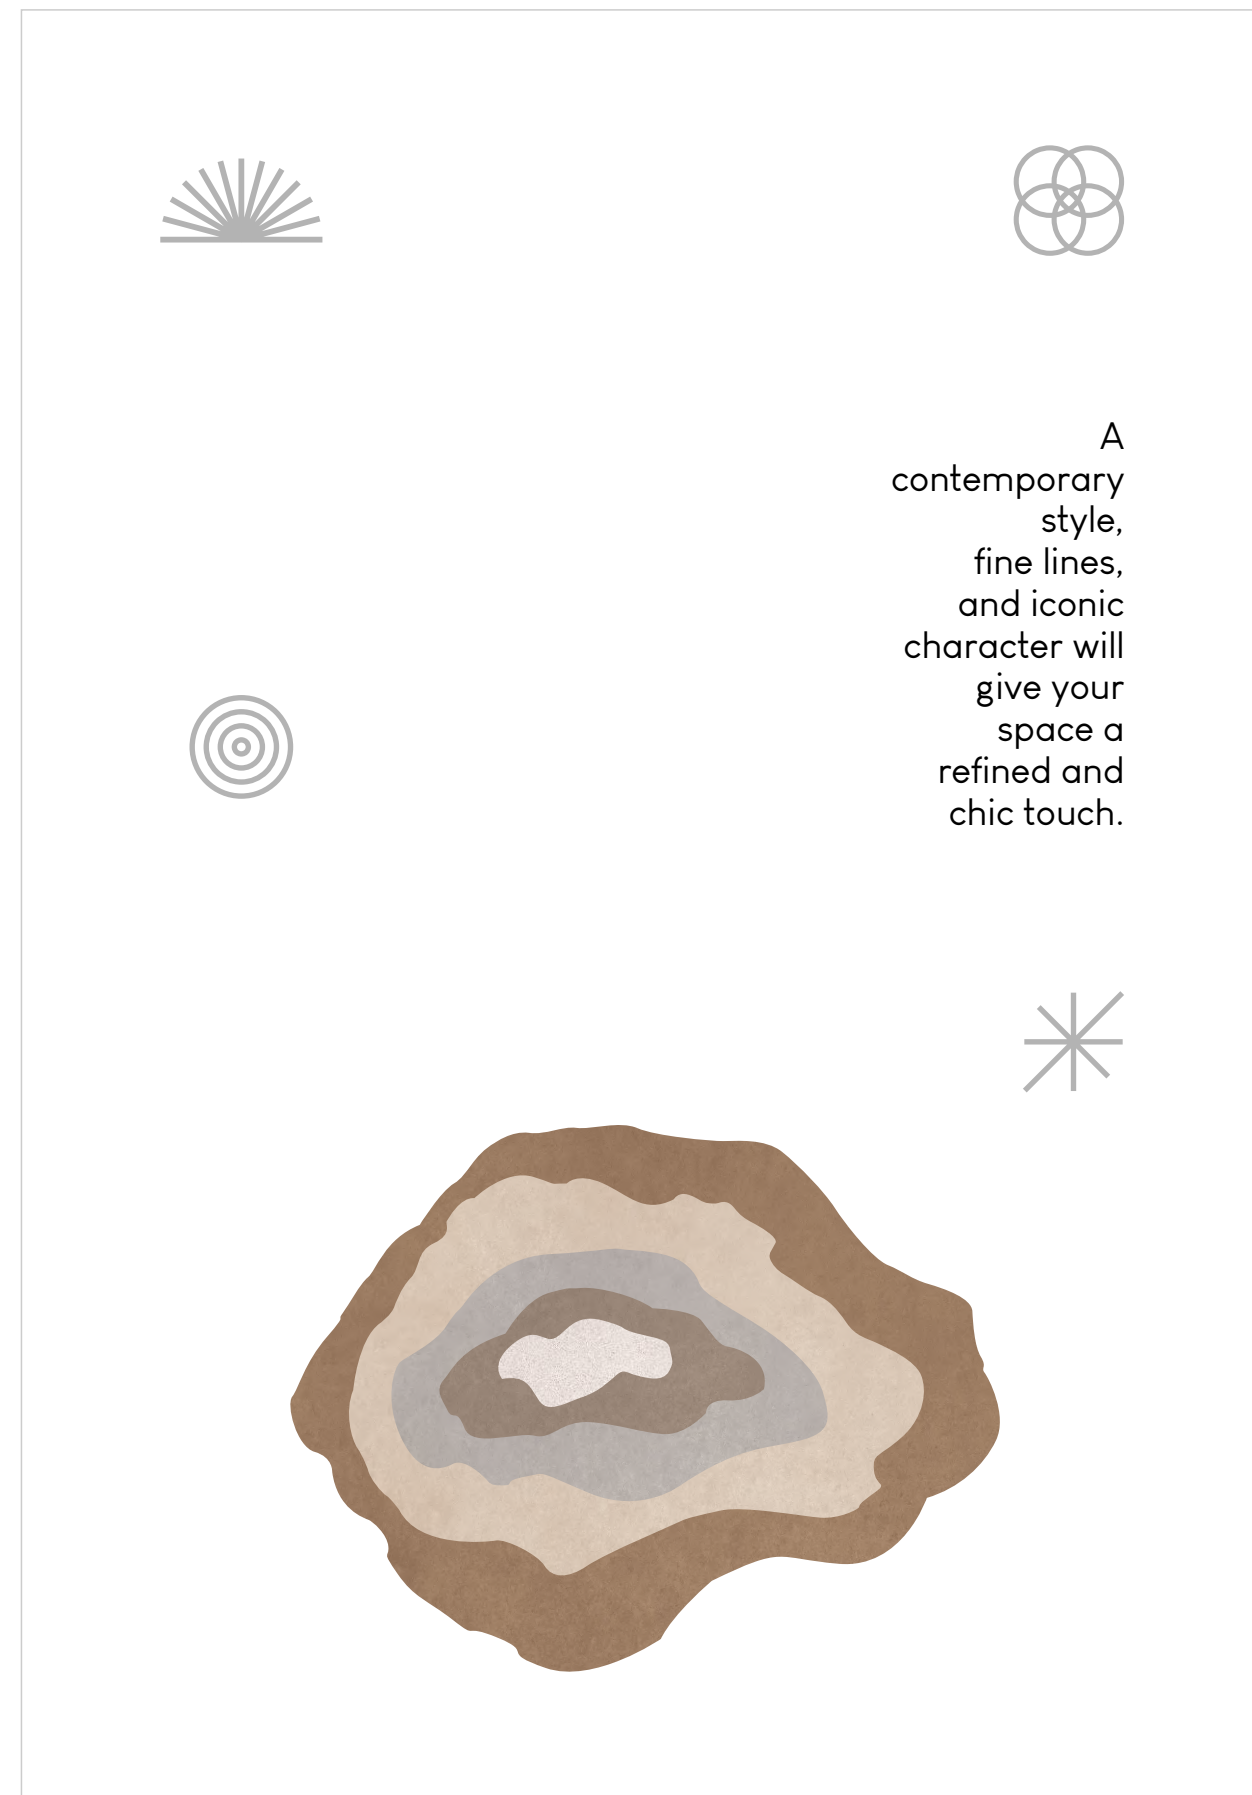 A
contemporary
style,
fine lines,
and iconic
character will
give your
space a
refined and
chic touch.